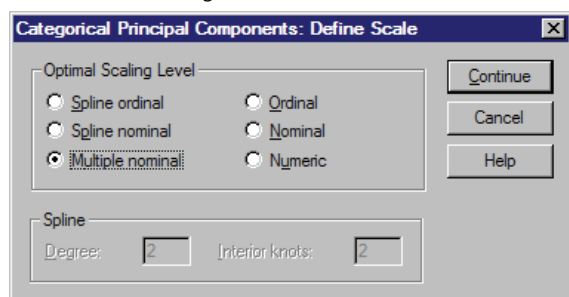 Categorical Principal Components: Define Scale
Optimal Scaling Level
Spline ordinal Ordinal
Spline nominal Nominal
Multiple nominal Numeric
Continue
Cancel
Help
Spline
Degree: 2 Interior knots: 2